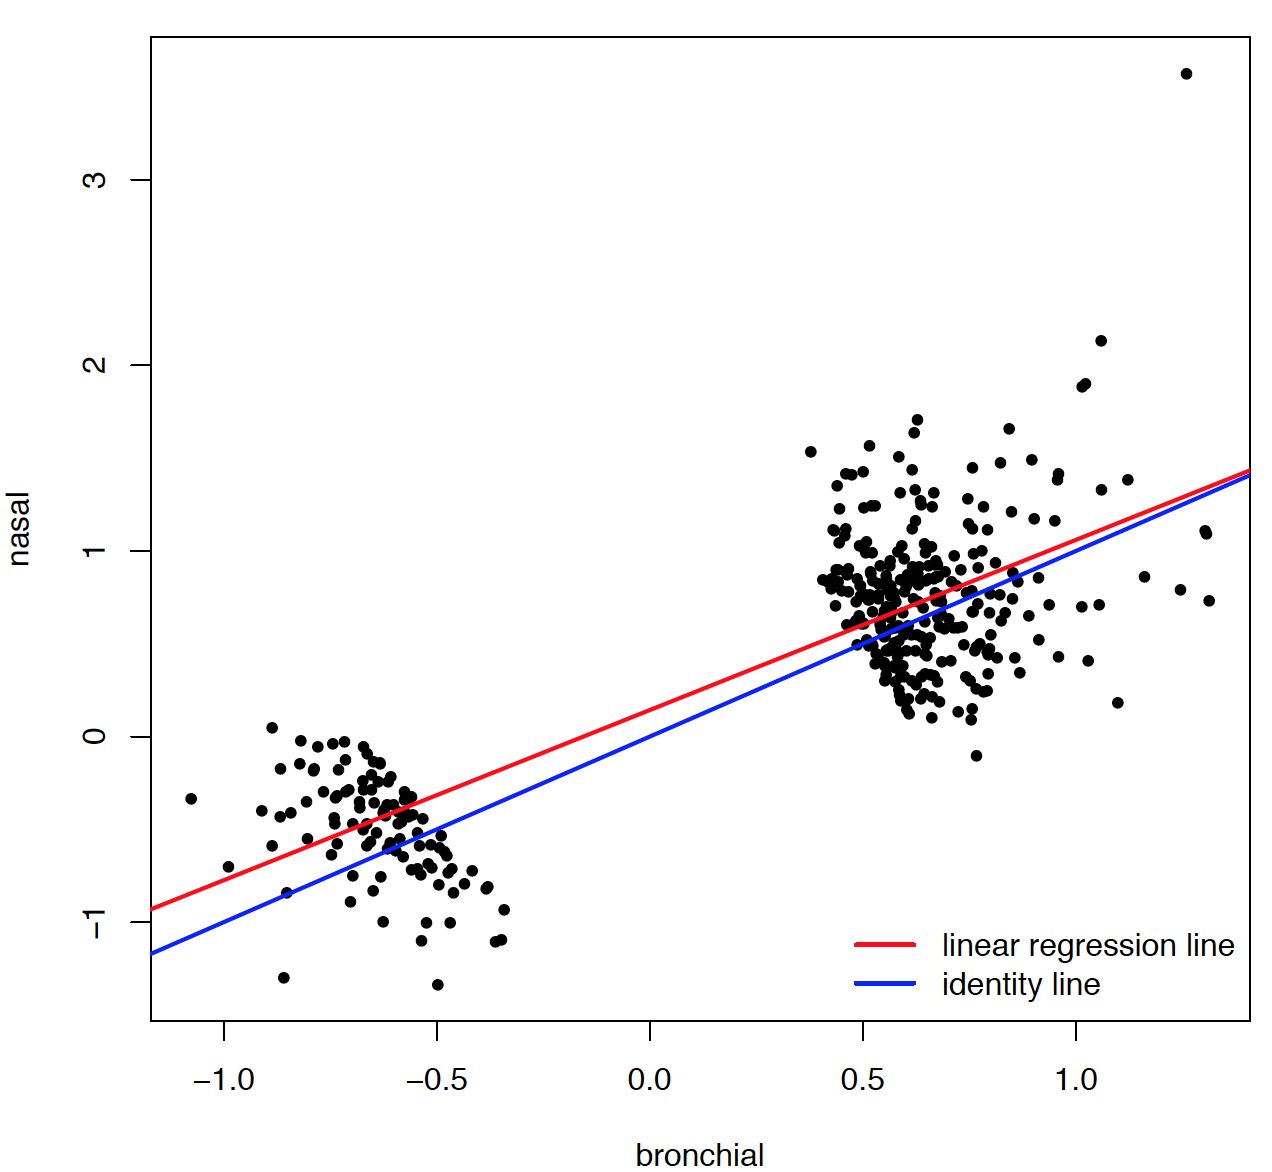 nasal
3
2
1
0
−1
linear regression line
identity line
−1.0 −0.5 0.0 0.5 1.0
bronchial